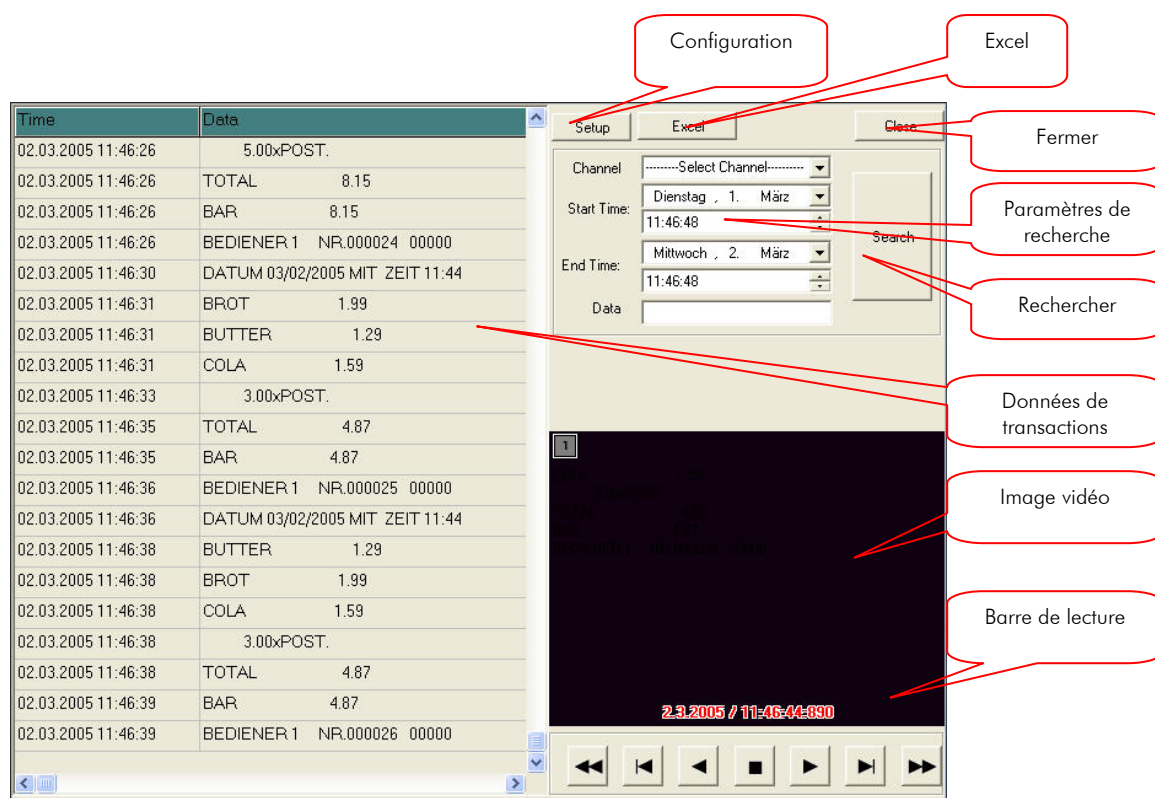 Configuration
Excel
Time Data
Setup Excel Close
Fermer
02.03.2005 11:46:26 5.00xPOST.
02.03.2005 11:46:26 TOTAL 8.15
02.03.2005 11:46:26 BAR 8.15
02.03.2005 11:46:26 BEDIENER 1 NR.000024 00000
02.03.2005 11:46:30 DATUM 03/02/2005 MIT ZEIT 11:44
02.03.2005 11:46:31 BROT 1.99
02.03.2005 11:46:31 BUTTER 1.29
02.03.2005 11:46:31 COLA 1.59
02.03.2005 11:46:33 3.00xPOST.
02.03.2005 11:46:35 TOTAL 4.87
02.03.2005 11:46:35 BAR 4.87
02.03.2005 11:46:36 BEDIENER 1 NR.000025 00000
02.03.2005 11:46:36 DATUM 03/02/2005 MIT ZEIT 11:44
02.03.2005 11:46:38 BUTTER 1.29
02.03.2005 11:46:38 BROT 1.99
02.03.2005 11:46:38 COLA 1.59
02.03.2005 11:46:38 3.00xPOST.
02.03.2005 11:46:38 TOTAL 4.87
02.03.2005 11:46:39 BAR 4.87
02.03.2005 11:46:39 BEDIENER 1 NR.000026 00000
Channel --------Select Channel---------
Start Time: Dienstag , 1. März
11:46:48
End Time: Mittwoch , 2. März
11:46:48
Data
Search
Paramètres de
recherche
Rechercher
Données de
transactions
1
Image vidéo
Barre de lecture
2.3.2005 / 11:46:44:890